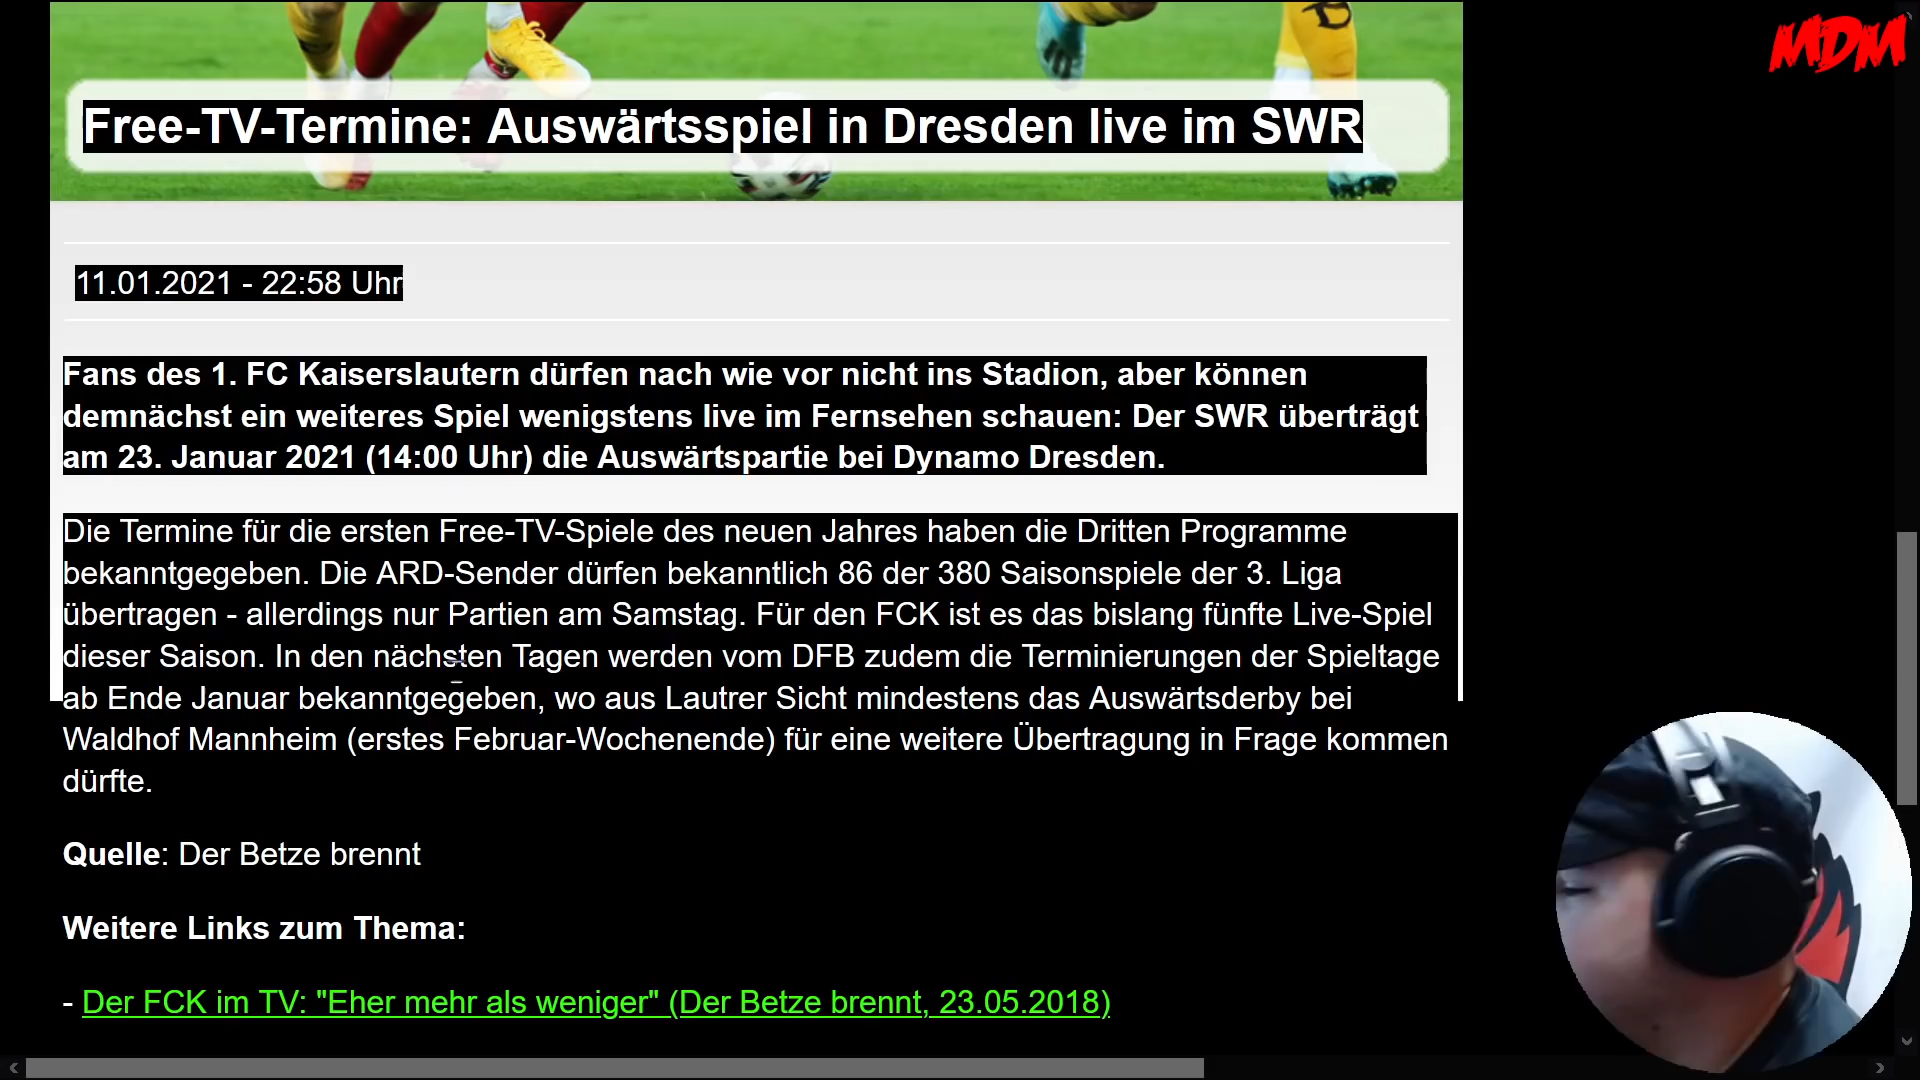 MDM
Free-TV-Termine: Auswärtsspiel in Dresden live im SWR
11.01.2021 - 22:58 Uhr
Fans des 1. FC Kaiserslautern dürfen nach wie vor nicht ins Stadion, aber können
demnächst ein weiteres Spiel wenigstens live im Fernsehen schauen: Der SWR überträgt
am 23. Januar 2021 (14:00 Uhr) die Auswärtspartie bei Dynamo Dresden.
Die Termine für die ersten Free-TV-Spiele des neuen Jahres haben die Dritten Programme
bekanntgegeben. Die ARD-Sender dürfen bekanntlich 86 der 380 Saisonspiele der 3. Liga
übertragen - allerdings nur Partien am Samstag. Für den FCK ist es das bislang fünfte Live-Spiel
dieser Saison. In den nächsten Tagen werden vom DFB zudem die Terminierungen der Spieltage
ab Ende Januar bekanntgegeben, wo aus Lautrer Sicht mindestens das Auswärtsderby bei
Waldhof Mannheim (erstes Februar-Wochenende) für eine weitere Übertragung in Frage kommen
dürfte.
Quelle: Der Betze brennt
Weitere Links zum Thema:
- Der FCK im TV: "Eher mehr als weniger" (Der Betze brennt, 23.05.2018)